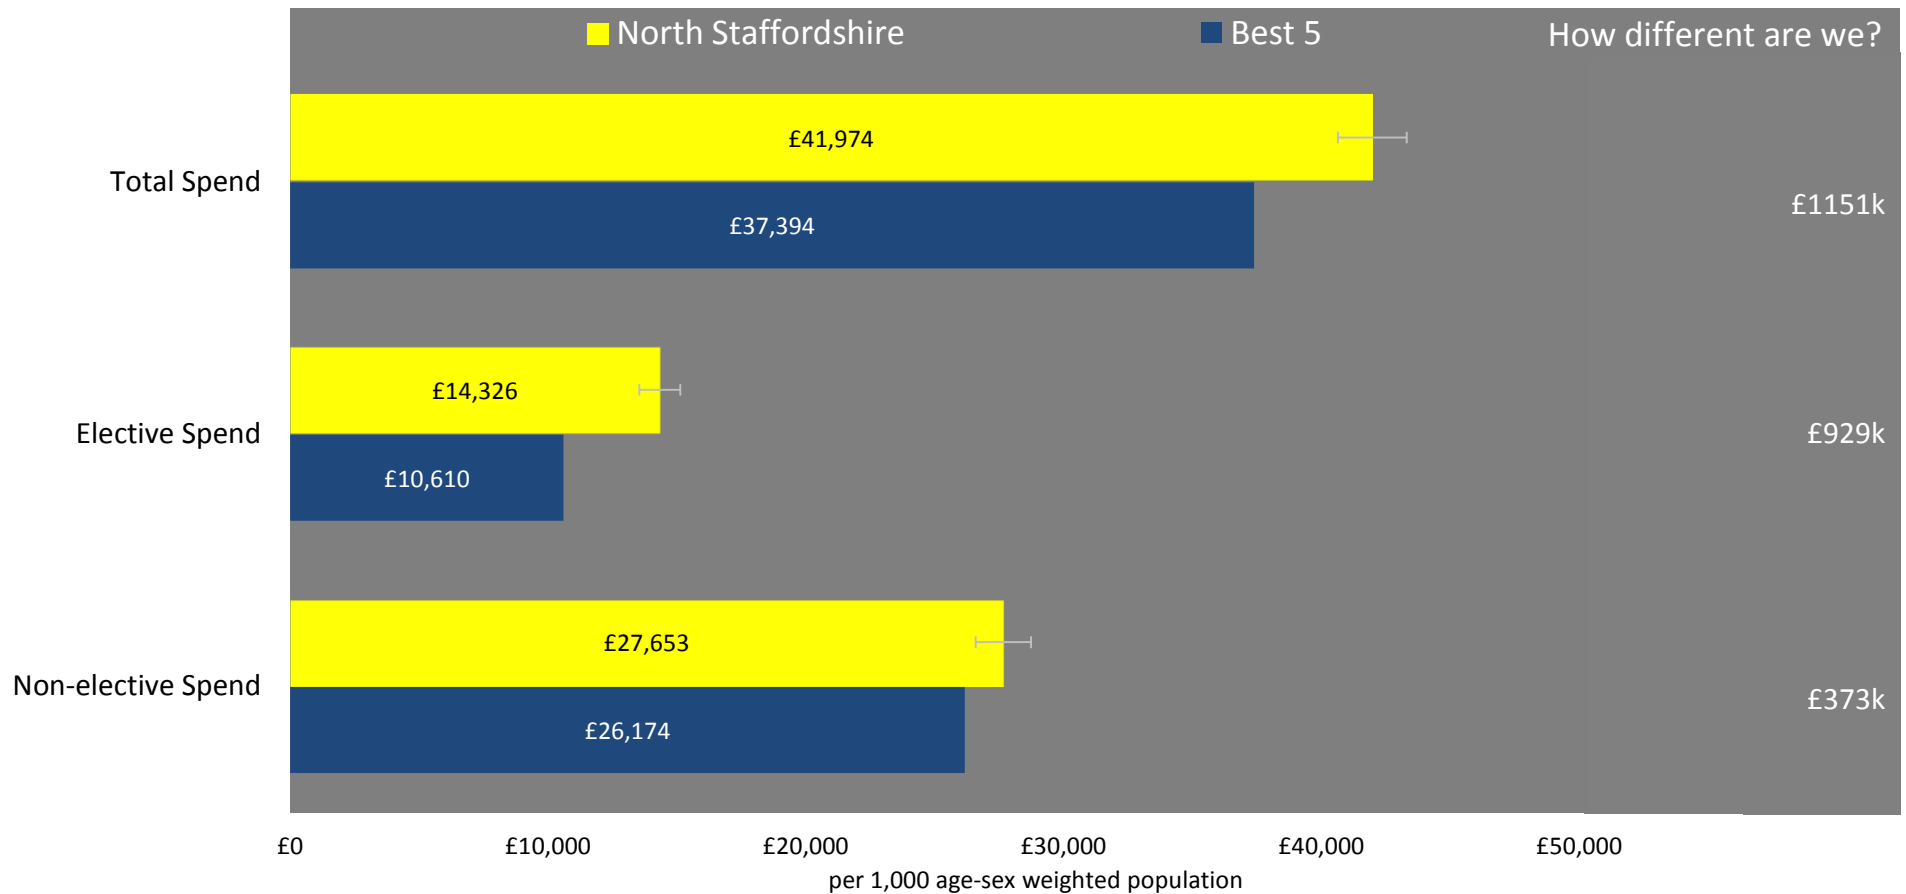 North Staffordshire
Best 5
How different are we?
Total Spend
£41,974
£37,394
£1151k
Elective Spend
£14,326
£10,610
£929k
Non-elective Spend
£27,653
£26,174
£373k
£0 £10,000 £20,000 £30,000 £40,000 £50,000
per 1,000 age-sex weighted population